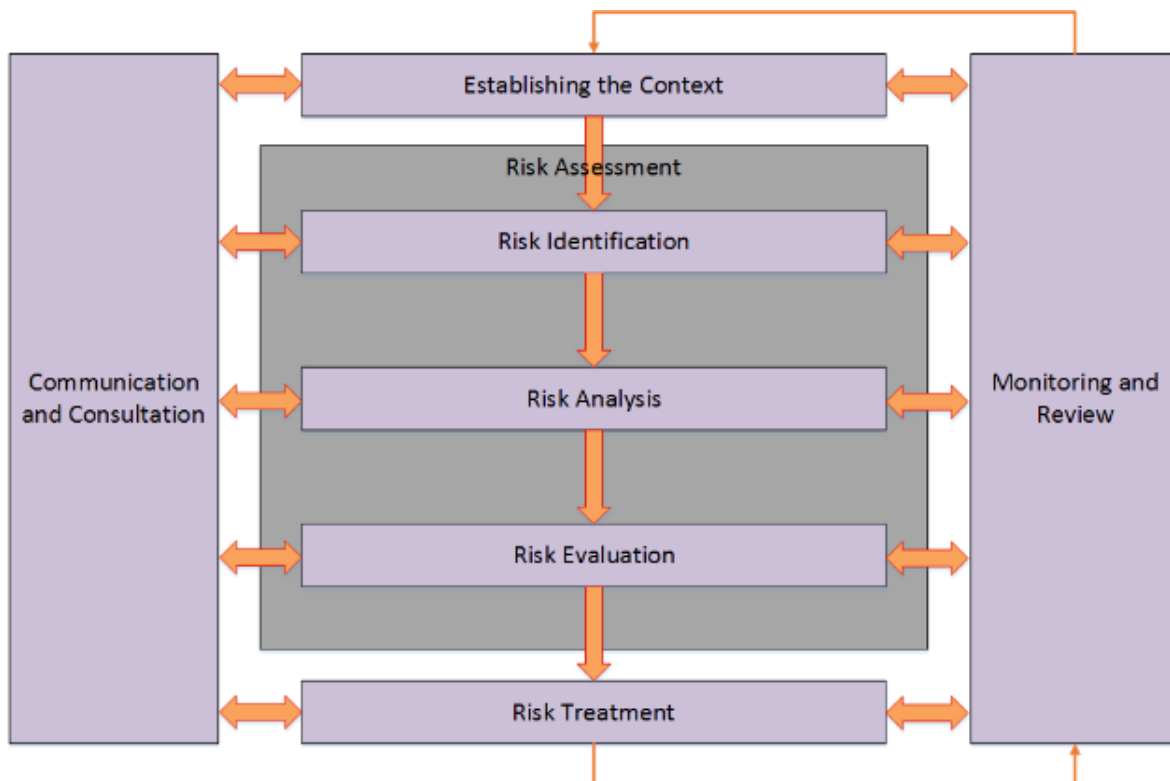 Establishing the Context
Risk Assessment
Risk Identification
Communication
and Consultation
Risk Analysis
Monitoring and
Review
Risk Evaluation
Risk Treatment